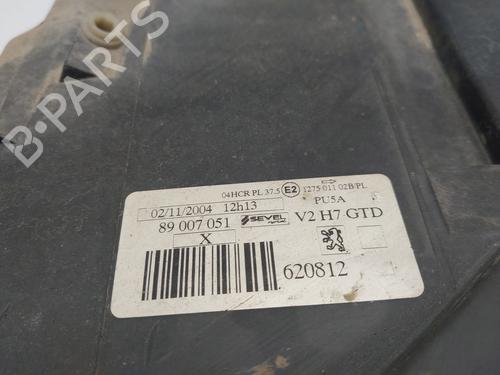 B-PARTS
04HCR PL 37.5 E2 1275 011 02B/PL
02/11/2004 12h13 PU5A
89 007 051 SEVEL V2 H7 GTD
X
620812